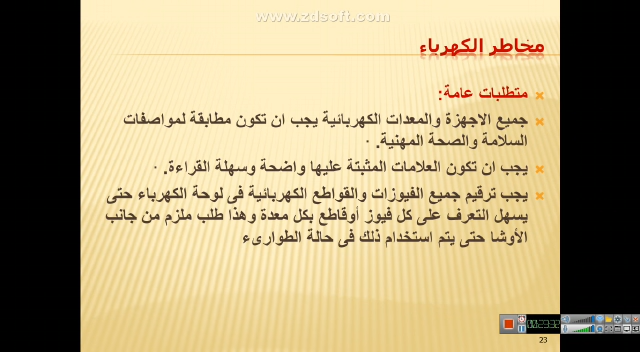 www.zdsoft.com
مخاطر الكهرباء
متطلبات عامة:
جميع الاجهزة والمعدات الكهربائية يجب ان تكون مطابقة لمواصفات
السلامة والصحة المهنية. ٠
يجب ان تكون العلامات المثبتة عليها واضحة وسهلة القراءة. ٠
يجب ترقيم جميع الفيوزات والقواطع الكهربائية فى لوحة الكهرباء حتى
يسهل التعرف على كل فيوز أوقاطع بكل معدة وهذا طلب ملزم من جانب
الأوشا حتى يتم استخدام ذلك فى حالة الطوارىء
23